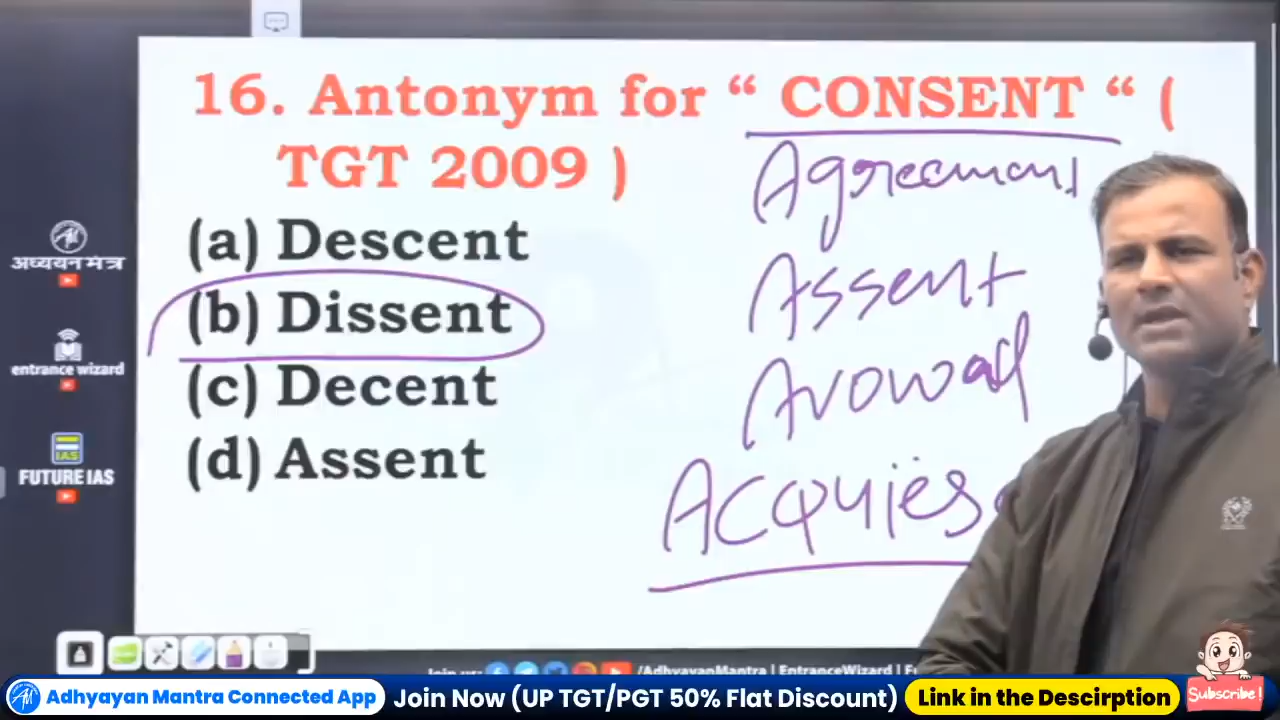 16. Antonym for “ CONSENT “ (
TGT 2009 )
(a) Descent
(b) Dissent
(c) Decent
(d) Assent
Agreement
Assent
Avowal
Acquies
अध्ययन मंत्र
entrance wizard
IAS
FUTURE IAS
/AdhyayanMantra | EntranceWizard |
Adhyayan Mantra Connected App
Join Now (UP TGT/PGT 50% Flat Discount)
Link in the Descirption
Subscribe!